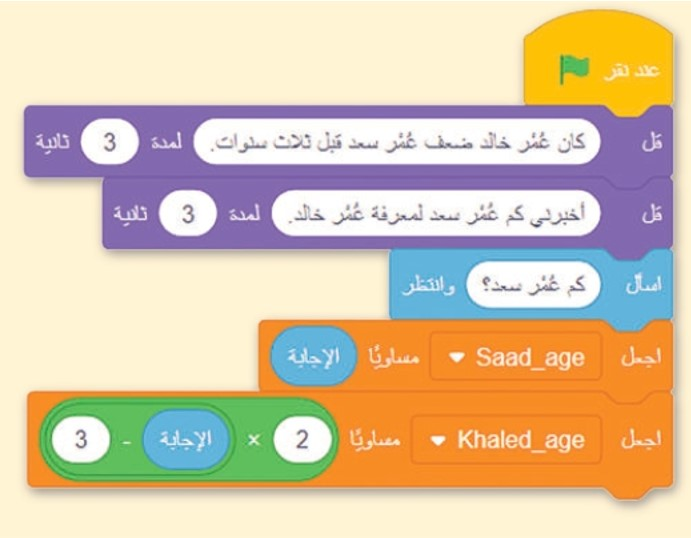 عند نقر
قل كان عُمْر خالد ضعف عُمْر سعد قبل ثلاث سنوات. لمدة 3 ثانية
قل أخبرني كم عُمْر سعد لمعرفة عُمْر خالد. لمدة 3 ثانية
اسأل كم عُمْر سعد؟ وانتظر
اجعل Saad_age مساويًا الإجابة
اجعل Khaled_age مساويًا 2 × الإجابة - 3